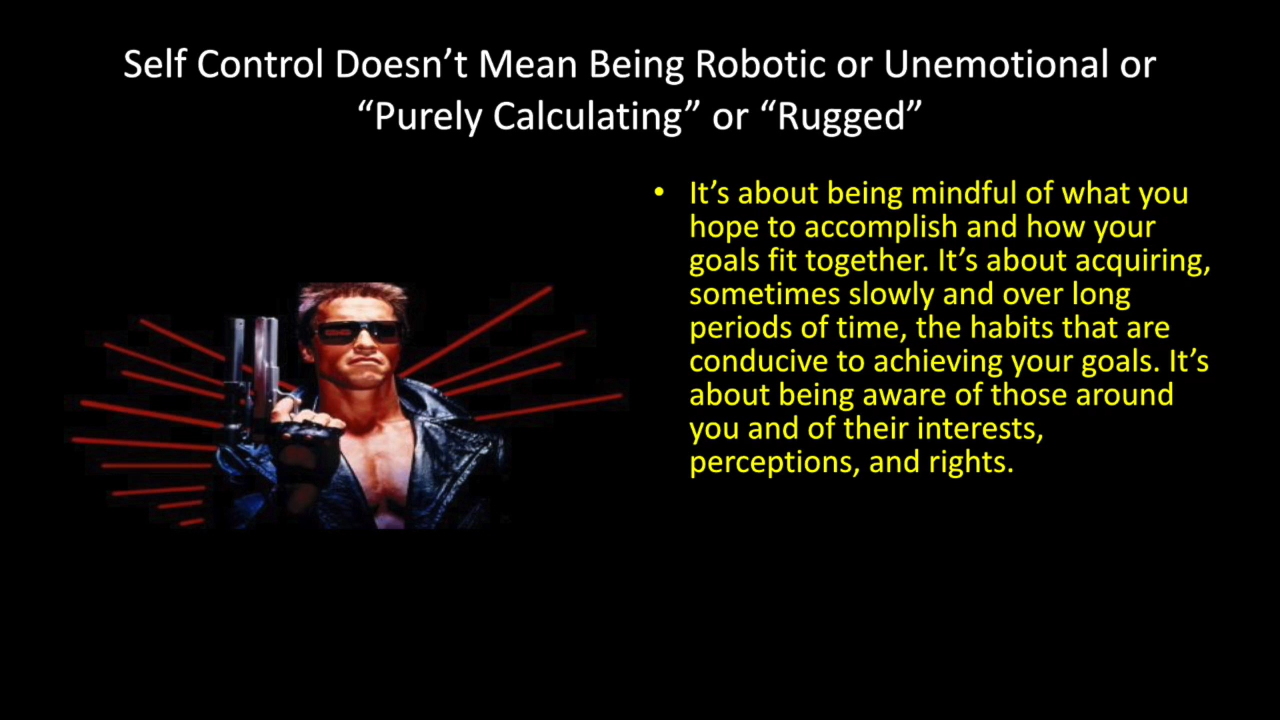 Self Control Doesn’t Mean Being Robotic or Unemotional or
“Purely Calculating” or “Rugged”
• It’s about being mindful of what you
hope to accomplish and how your
goals fit together. It’s about acquiring,
sometimes slowly and over long
periods of time, the habits that are
conducive to achieving your goals. It’s
about being aware of those around
you and of their interests,
perceptions, and rights.